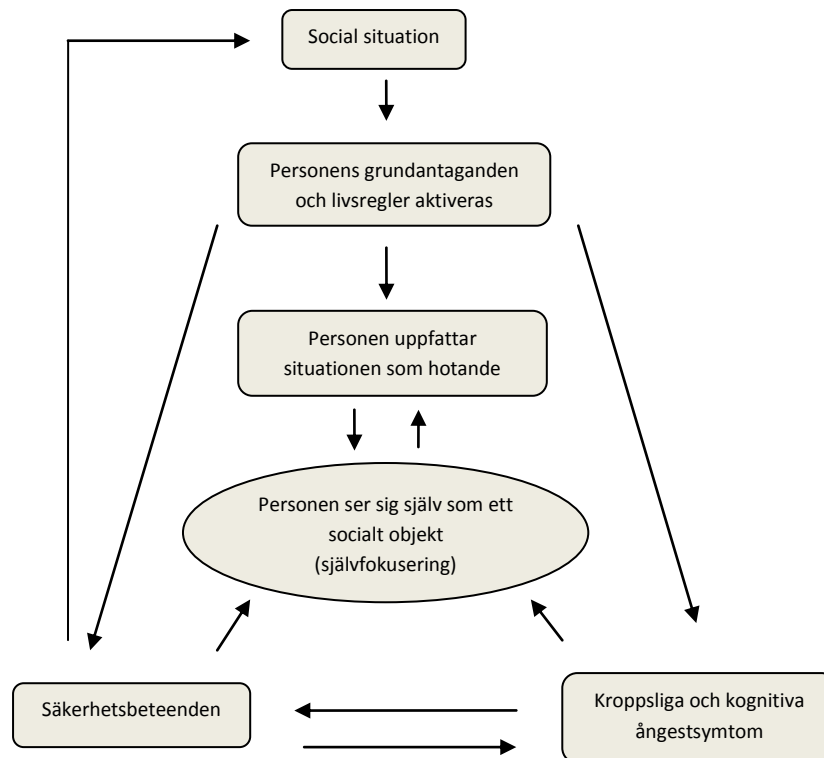 Social situation
Personens grundantaganden
och livsregler aktiveras
Personen uppfattar
situationen som hotande
Personen ser sig själv som ett
socialt objekt
(självfokusering)
Säkerhetsbeteenden
Kroppsliga och kognitiva
ångestsymtom